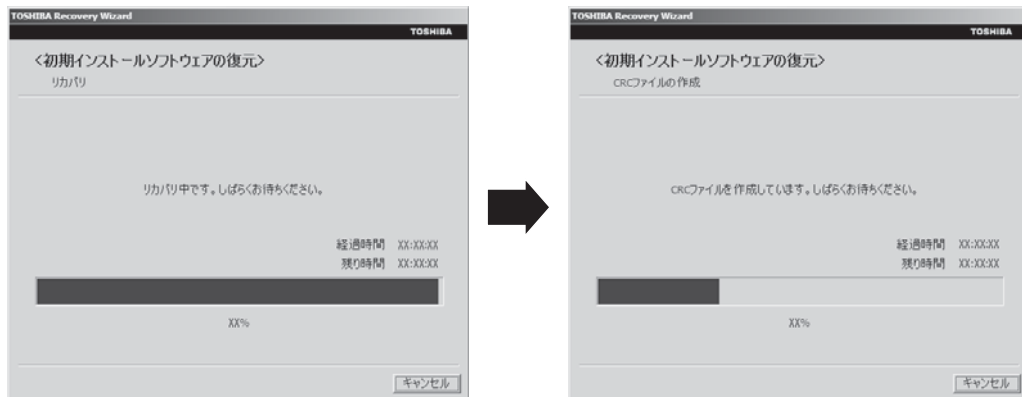 TOSHIBA Recovery Wizard
TOSHIBA
<初期インストールソフトウェアの復元>
リカバリ
リカバリ中です。しばらくお待ちください。
経過時間 XX:XX:XX
残り時間 XX:XX:XX
XX%
キャンセル
TOSHIBA Recovery Wizard
TOSHIBA
<初期インストールソフトウェアの復元>
CRCファイルの作成
CRCファイルを作成しています。しばらくお待ちください。
経過時間 XX:XX:XX
残り時間 XX:XX:XX
XX%
キャンセル